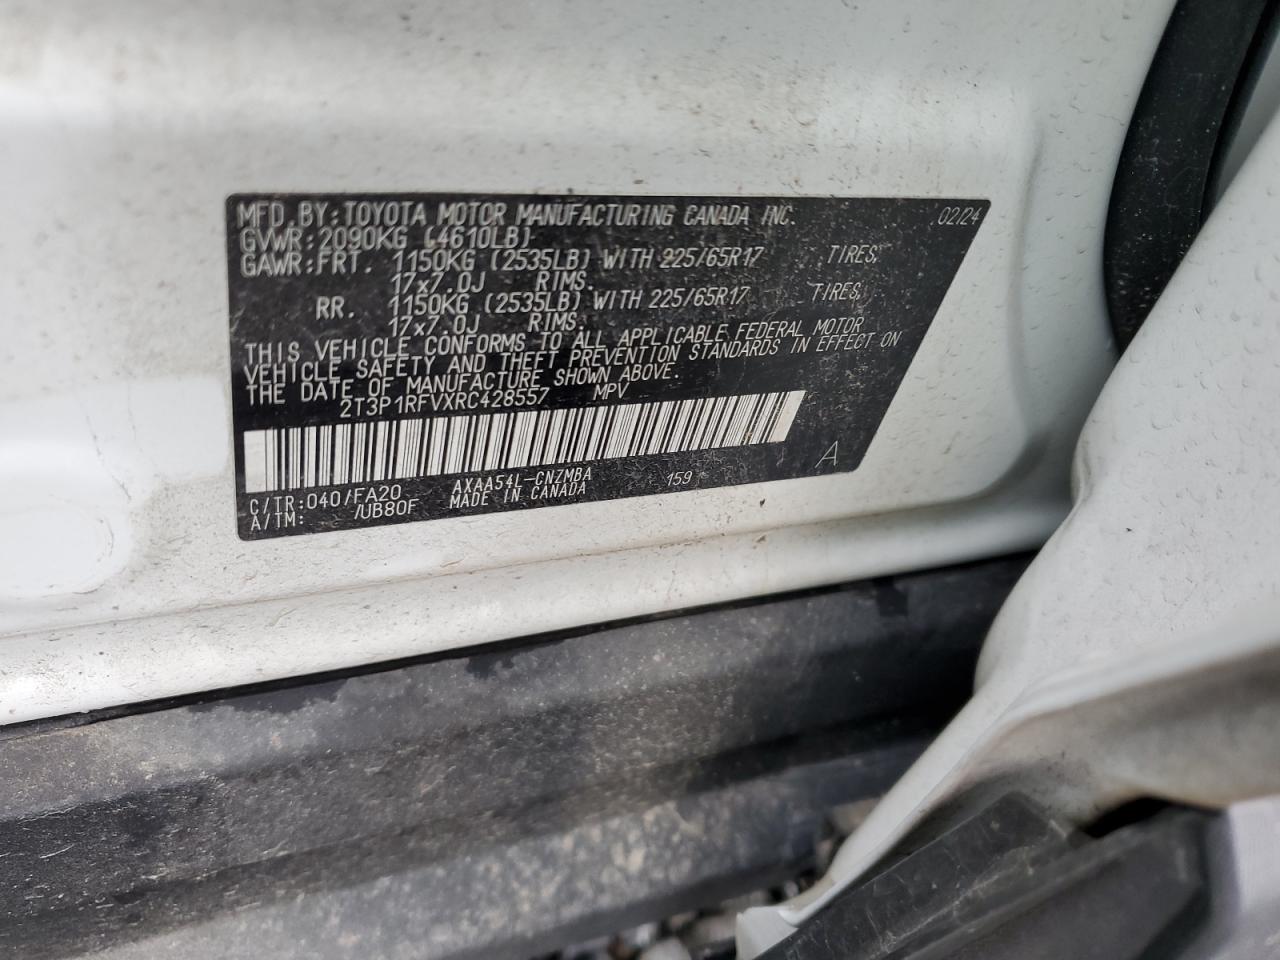 MFD. BY: TOYOTA MOTOR MANUFACTURING CANADA INC. 02/24
GVWR: 2090KG (4610LB)
GAWR: FRT. 1150KG (2535LB) WITH 225/65R17 TIRES,
17x7.0J RIMS.
RR. 1150KG (2535LB) WITH 225/65R17 TIRES,
17x7.0J RIMS.
THIS VEHICLE CONFORMS TO ALL APPLICABLE FEDERAL MOTOR
VEHICLE SAFETY AND THEFT PREVENTION STANDARDS IN EFFECT ON
THE DATE OF MANUFACTURE SHOWN ABOVE.
2T3P1RFVXRC428557 MPV
C/TR: 040/FA20 AXAA54L-CNZMBA 159 A
A/TM: /UB80F MADE IN CANADA